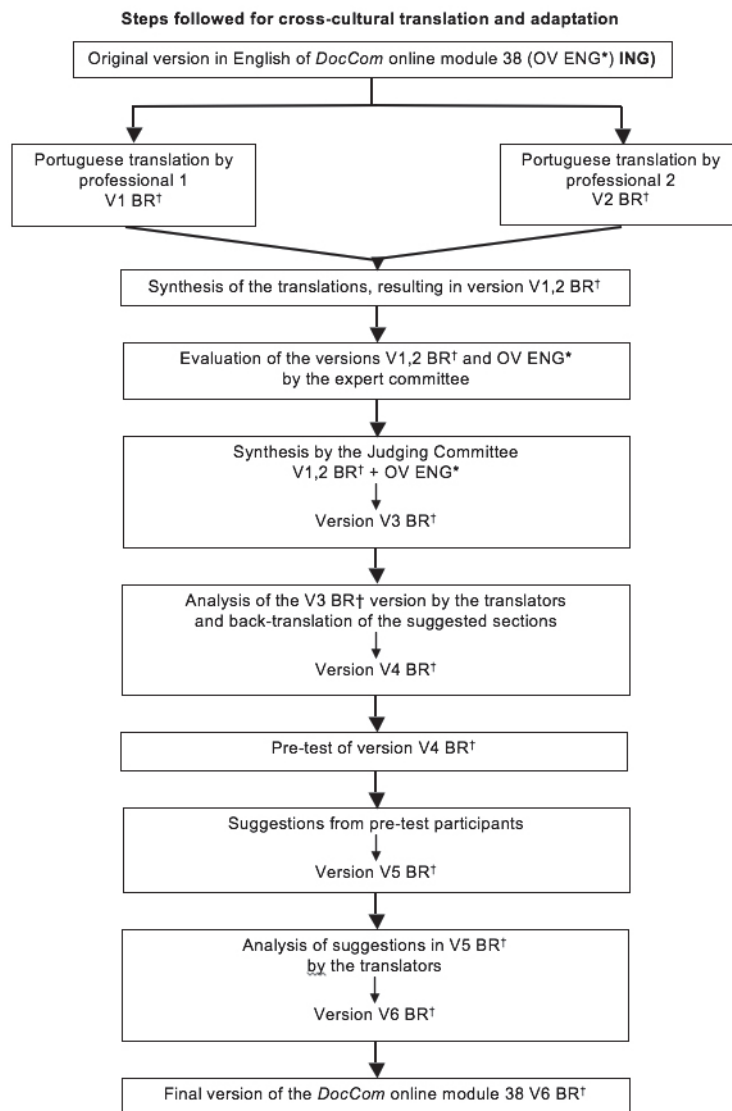 Steps followed for cross-cultural translation and adaptation
Original version in English of DocCom online module 38 (OV ENG*) ING)
Portuguese translation by
professional 1
V1 BR†
Portuguese translation by
professional 2
V2 BR†
Synthesis of the translations, resulting in version V1,2 BR†
Evaluation of the versions V1,2 BR† and OV ENG*
by the expert committee
Synthesis by the Judging Committee
V1,2 BR† + OV ENG*
Version V3 BR†
Analysis of the V3 BR† version by the translators
and back-translation of the suggested sections
Version V4 BR†
Pre-test of version V4 BR†
Suggestions from pre-test participants
Version V5 BR†
Analysis of suggestions in V5 BR†
by the translators
Version V6 BR†
Final version of the DocCom online module 38 V6 BR†